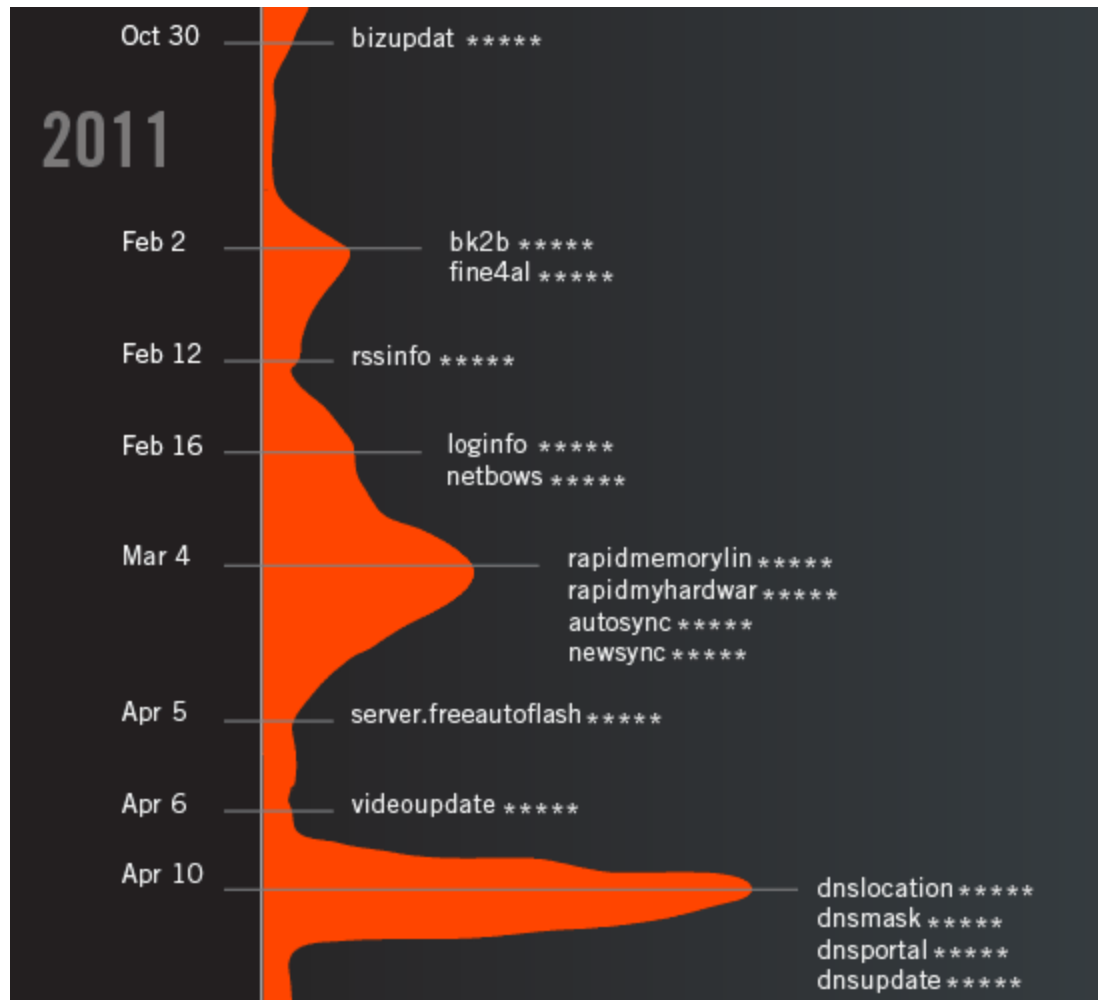 Oct 30 bizupdat *****
2011
Feb 2 bk2b *****
fine4al *****
Feb 12 rssinfo *****
Feb 16 loginfo *****
netbows *****
Mar 4 rapidmemorylin *****
rapidmyhardwar *****
autosync *****
newsync *****
Apr 5 server.freeautoflash *****
Apr 6 videoupdate *****
Apr 10 dnslocation *****
dnsmask *****
dnsportal *****
dnsupdate *****